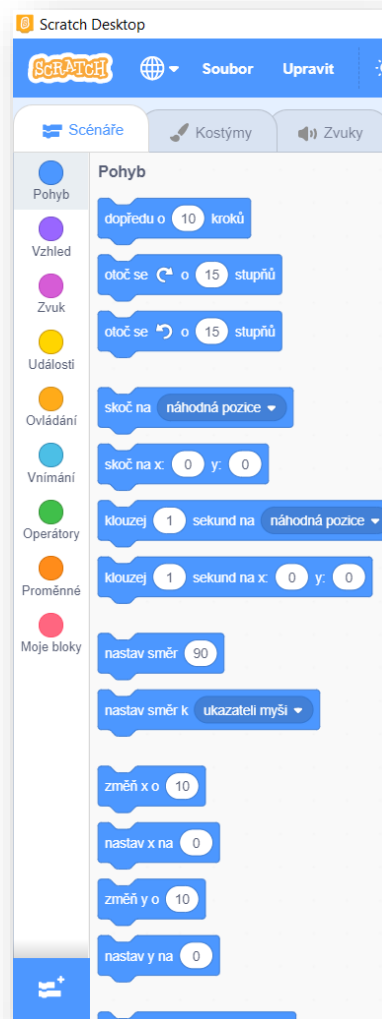 Scratch Desktop
SCRATCH Soubor Upravit
Scénáře Kostýmy Zvuky
Pohyb
Vzhled
Zvuk
Události
Ovládání
Vnímání
Operátory
Proměnné
Moje bloky
Pohyb
dopředu o 10 kroků
otoč se o 15 stupňů
otoč se o 15 stupňů
skoč na náhodná pozice
skoč na x: 0 y: 0
klouzej 1 sekund na náhodná pozice
klouzej 1 sekund na x: 0 y: 0
nastav směr 90
nastav směr k ukazateli myši
změň x o 10
nastav x na 0
změň y o 10
nastav y na 0